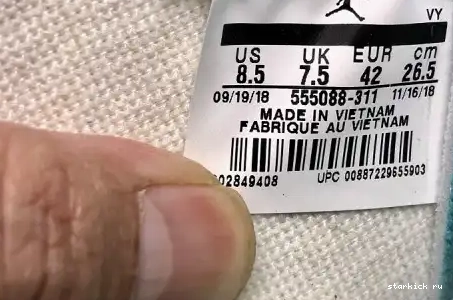 VY
US UK EUR cm
8.5 7.5 42 26.5
09/19/18 555088-311 11/16/18
MADE IN VIETNAM
FABRIQUE AU VIETNAM
02849408 UPC 00887229655903
starkick ru